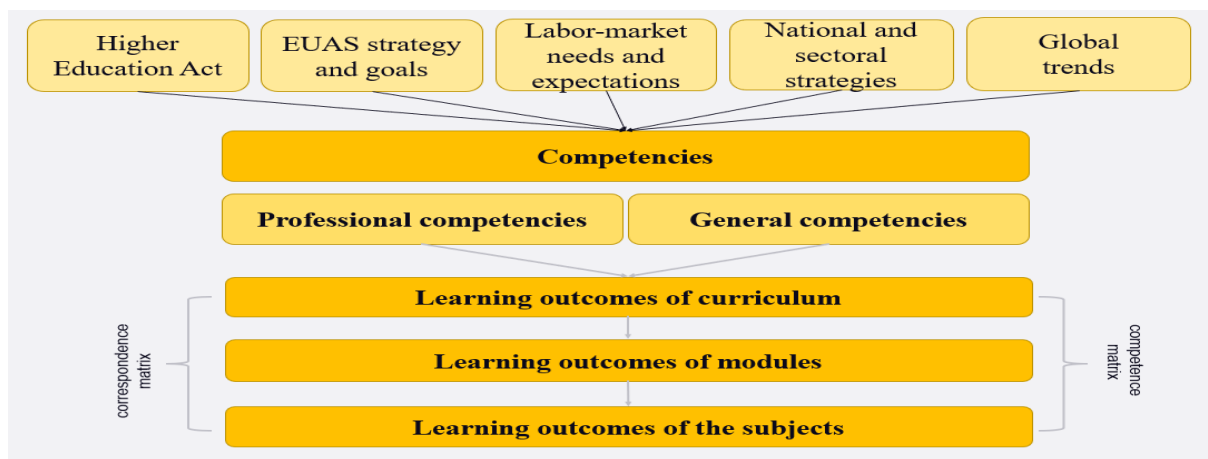 Higher
Education Act
EUAS strategy
and goals
Labor-market
needs and
expectations
National and
sectoral
strategies
Global
trends
Competencies
Professional competencies
General competencies
Learning outcomes of curriculum
Learning outcomes of modules
Learning outcomes of the subjects
correspondence
matrix
competence
matrix